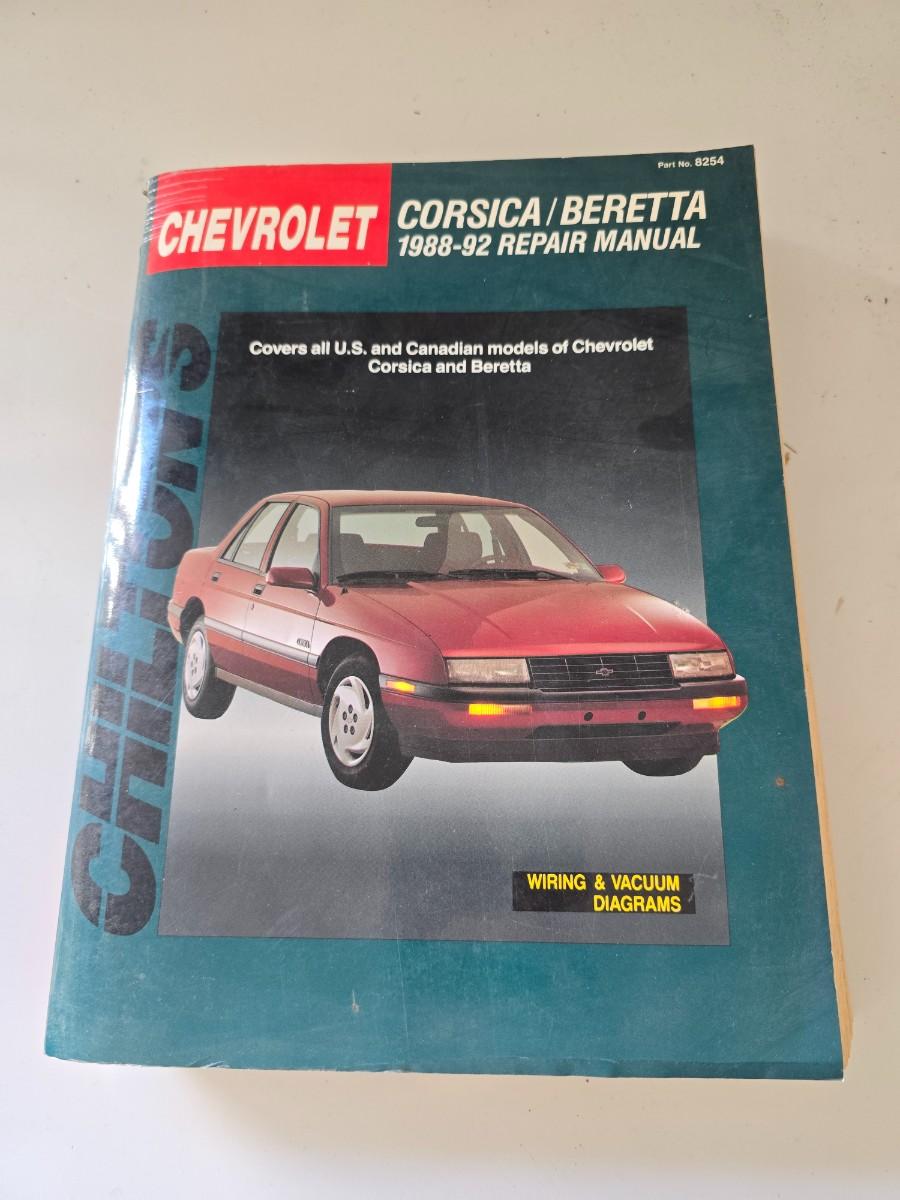 Part No. 8254
CHEVROLET
CORSICA/BERETTA
1988-92 REPAIR MANUAL
Covers all U.S. and Canadian models of Chevrolet
Corsica and Beretta
CHILTON'S
WIRING & VACUUM
DIAGRAMS